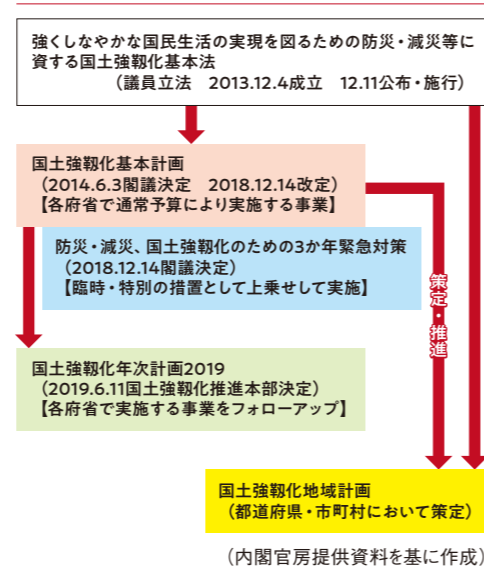 強くしなやかな国民生活の実現を図るための防災・減災等に
資する国土強靱化基本法
（議員立法　2013.12.4成立　12.11公布・施行）
国土強靱化基本計画
（2014.6.3閣議決定　2018.12.14改定）
【各府省で通常予算により実施する事業】
防災・減災、国土強靱化のための3か年緊急対策
（2018.12.14閣議決定）
【臨時・特別の措置として上乗せして実施】
策定・推進
国土強靱化年次計画2019
（2019.6.11国土強靱化推進本部決定）
【各府省で実施する事業をフォローアップ】
国土強靱化地域計画
（都道府県・市町村において策定）
（内閣官房提供資料を基に作成）